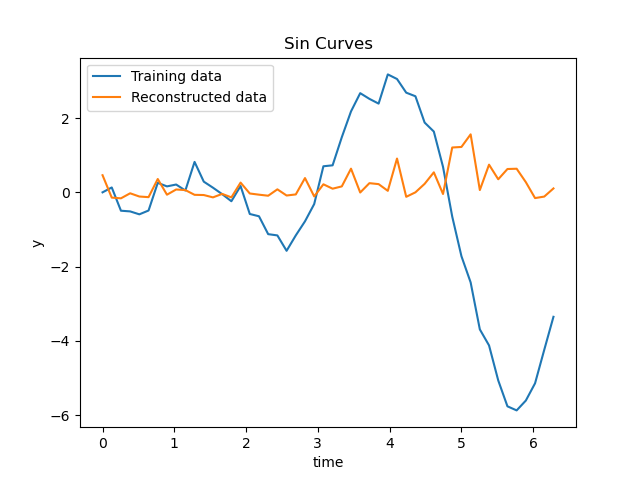 Sin Curves
Training data
Reconstructed data
y
2
0
−2
−4
−6
0 1 2 3 4 5 6
time